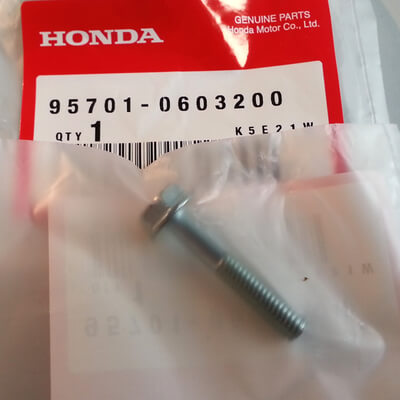 HONDA
GENUINE PARTS
Honda Motor Co., Ltd.
95701-0603200
QTY 1
K5E21W